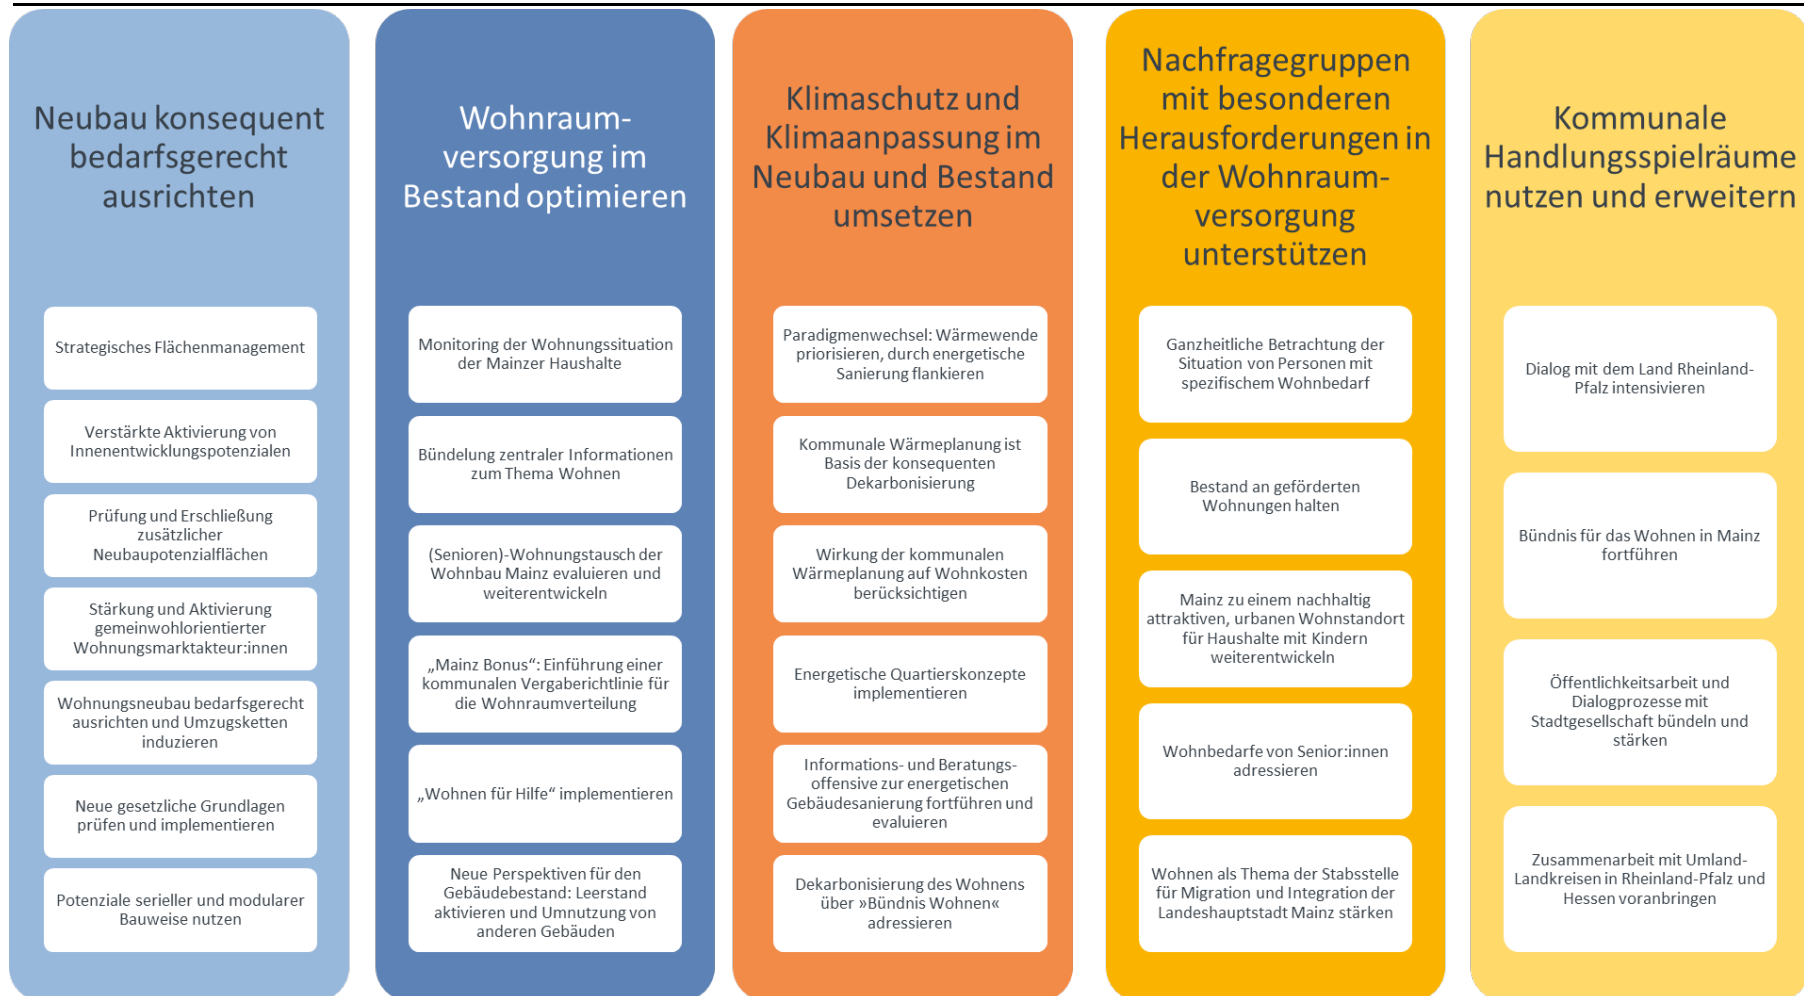 Neubau konsequent
bedarfsgerecht
ausrichten
Strategisches Flächenmanagement
Verstärkte Aktivierung von
Innenentwicklungspotenzialen
Prüfung und Erschließung
zusätzlicher
Neubaupotenzialflächen
Stärkung und Aktivierung
gemeinwohlorientierter
Wohnungsmarktakteur:innen
Wohnungsneubau bedarfsgerecht
ausrichten und Umzugsketten
induzieren
Neue gesetzliche Grundlagen
prüfen und implementieren
Potenziale serieller und modularer
Bauweise nutzen
Wohnraum-
versorgung im
Bestand optimieren
Monitoring der Wohnungssituation
der Mainzer Haushalte
Bündelung zentraler Informationen
zum Thema Wohnen
(Senioren)-Wohnungstausch der
Wohnbau Mainz evaluieren und
weiterentwickeln
„Mainz Bonus“: Einführung einer
kommunalen Vergaberichtlinie für
die Wohnraumverteilung
„Wohnen für Hilfe“ implementieren
Neue Perspektiven für den
Gebäudebestand: Leerstand
aktivieren und Umnutzung von
anderen Gebäuden
Klimaschutz und
Klimaanpassung im
Neubau und Bestand
umsetzen
Paradigmenwechsel: Wärmewende
priorisieren, durch energetische
Sanierung flankieren
Kommunale Wärmeplanung ist
Basis der konsequenten
Dekarbonisierung
Wirkung der kommunalen
Wärmeplanung auf Wohnkosten
berücksichtigen
Energetische Quartierskonzepte
implementieren
Informations- und Beratungs-
offensive zur energetischen
Gebäudesanierung fortführen und
evaluieren
Dekarbonisierung des Wohnens
über »Bündnis Wohnen«
adressieren
Nachfragegruppen
mit besonderen
Herausforderungen in
der Wohnraum-
versorgung
unterstützen
Ganzheitliche Betrachtung der
Situation von Personen mit
spezifischem Wohnbedarf
Bestand an geförderten
Wohnungen halten
Mainz zu einem nachhaltig
attraktiven, urbanen Wohnstandort
für Haushalte mit Kindern
weiterentwickeln
Wohnbedarfe von Senior:innen
adressieren
Wohnen als Thema der Stabsstelle
für Migration und Integration der
Landeshauptstadt Mainz stärken
Kommunale
Handlungsspielräume
nutzen und erweitern
Dialog mit dem Land Rheinland-
Pfalz intensivieren
Bündnis für das Wohnen in Mainz
fortführen
Öffentlichkeitsarbeit und
Dialogprozesse mit
Stadtgesellschaft bündeln und
stärken
Zusammenarbeit mit Umland-
Landkreisen in Rheinland-Pfalz und
Hessen voranbringen